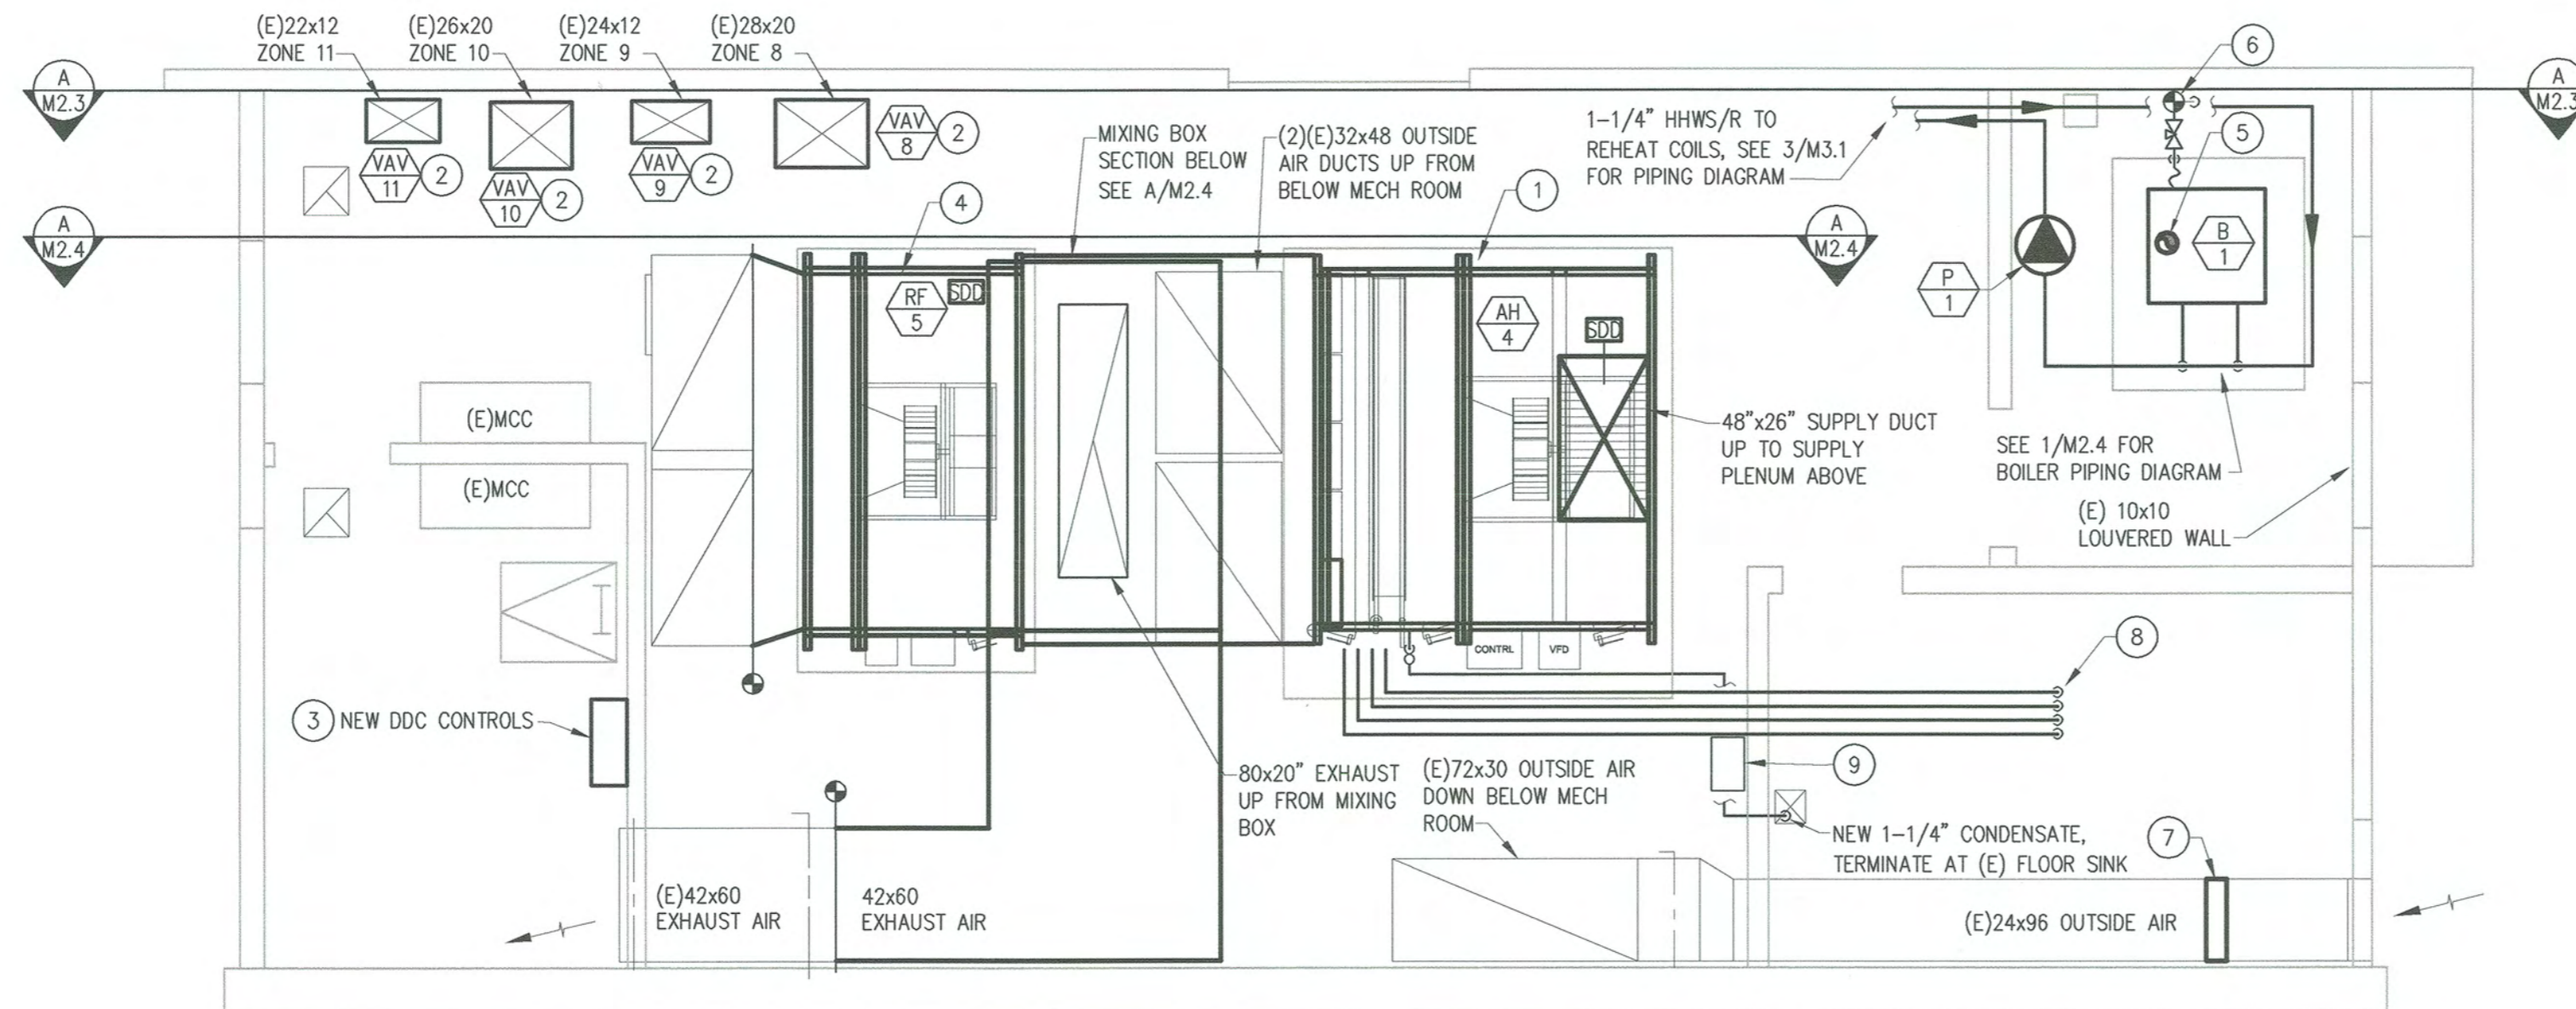 (E)22x12
ZONE 11
(E)26x20
ZONE 10
(E)24x12
ZONE 9
(E)28x20
ZONE 8
A
M2.3
A
M2.3
VAV
11
2
VAV
10
2
VAV
9
2
VAV
8
2
MIXING BOX
SECTION BELOW
SEE A/M2.4
(2)(E)32x48 OUTSIDE
AIR DUCTS UP FROM
BELOW MECH ROOM
1-1/4" HHWS/R TO
REHEAT COILS, SEE 3/M3.1
FOR PIPING DIAGRAM
6
5
1
4
A
M2.4
A
M2.4
B
1
P
1
RF
5
SDD
AH
4
SDD
(E)MCC
(E)MCC
48"x26" SUPPLY DUCT
UP TO SUPPLY
PLENUM ABOVE
SEE 1/M2.4 FOR
BOILER PIPING DIAGRAM
(E) 10x10
LOUVERED WALL
CONTRL
VFD
8
3
NEW DDC CONTROLS
9
80x20" EXHAUST
UP FROM MIXING
BOX
(E)72x30 OUTSIDE AIR
DOWN BELOW MECH
ROOM
NEW 1-1/4" CONDENSATE,
TERMINATE AT (E) FLOOR SINK
7
(E)42x60
EXHAUST AIR
42x60
EXHAUST AIR
(E)24x96 OUTSIDE AIR